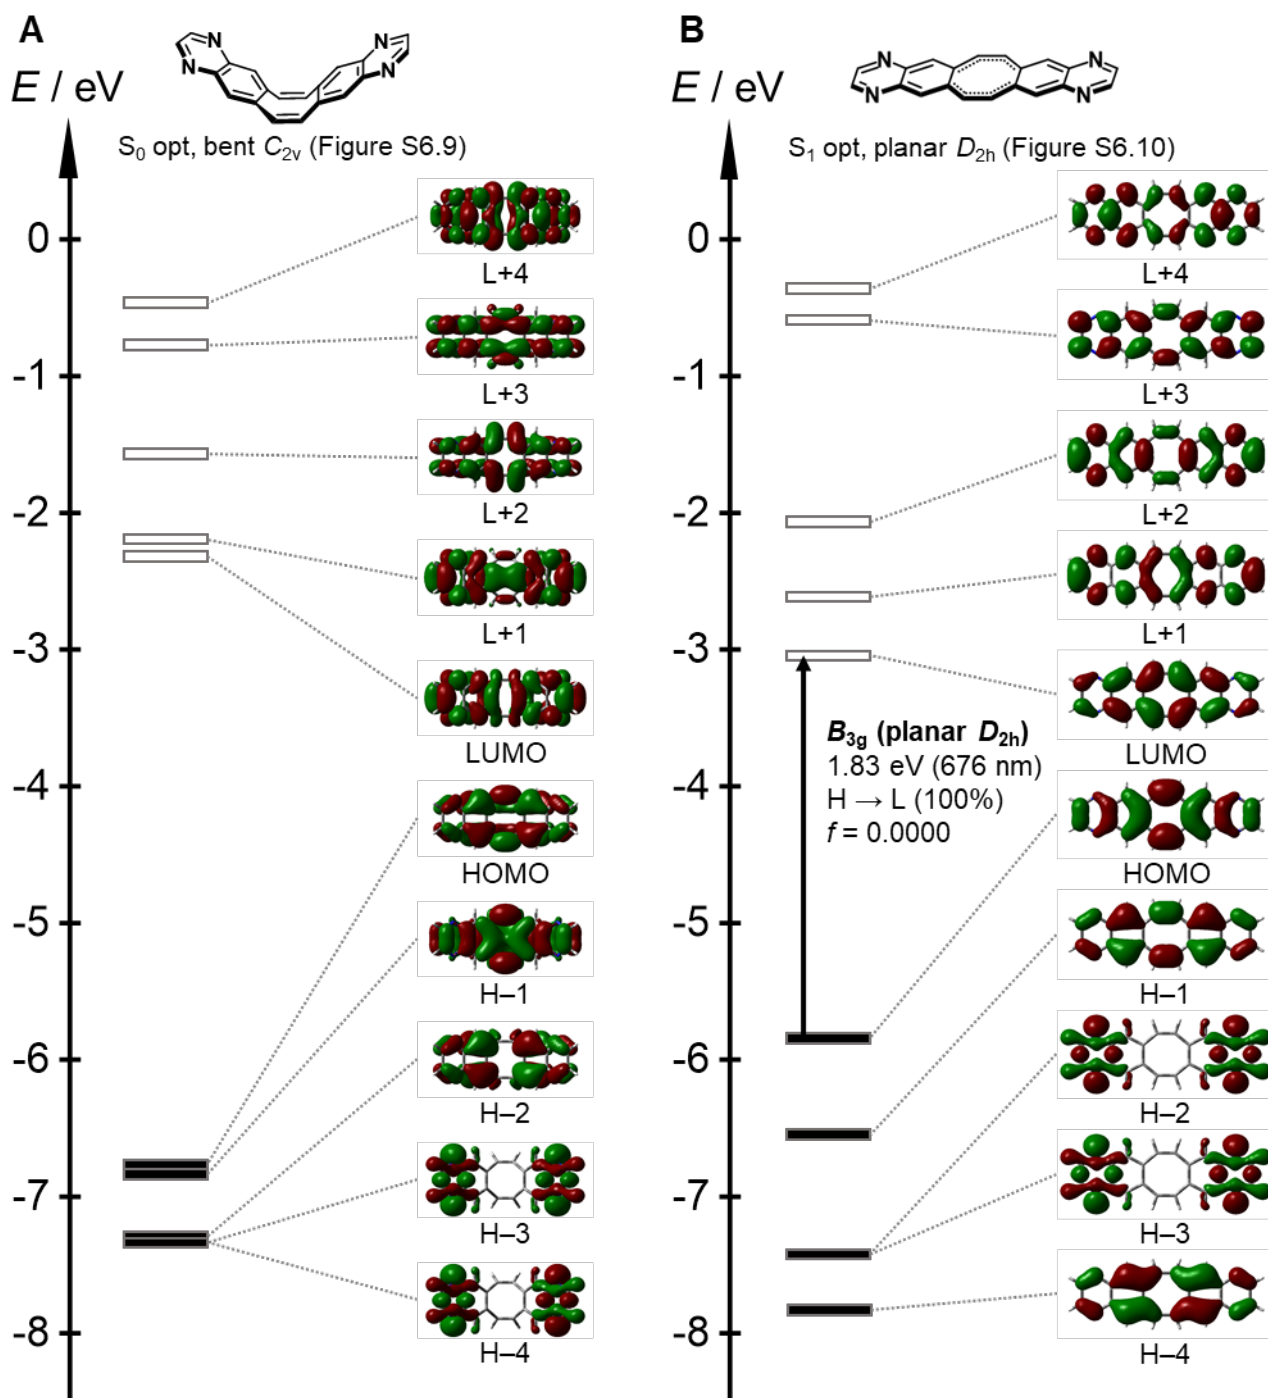 A
E / eV
N
N
N
N
S0 opt, bent C2v (Figure S6.9)
0
-1
-2
-3
-4
-5
-6
-7
-8
L+4
L+3
L+2
L+1
LUMO
HOMO
H–1
H–2
H–3
H–4
B
E / eV
N
N
N
N
S1 opt, planar D2h (Figure S6.10)
0
-1
-2
-3
-4
-5
-6
-7
-8
L+4
L+3
L+2
L+1
LUMO
B3g (planar D2h)
1.83 eV (676 nm)
H → L (100%)
f = 0.0000
HOMO
H–1
H–2
H–3
H–4